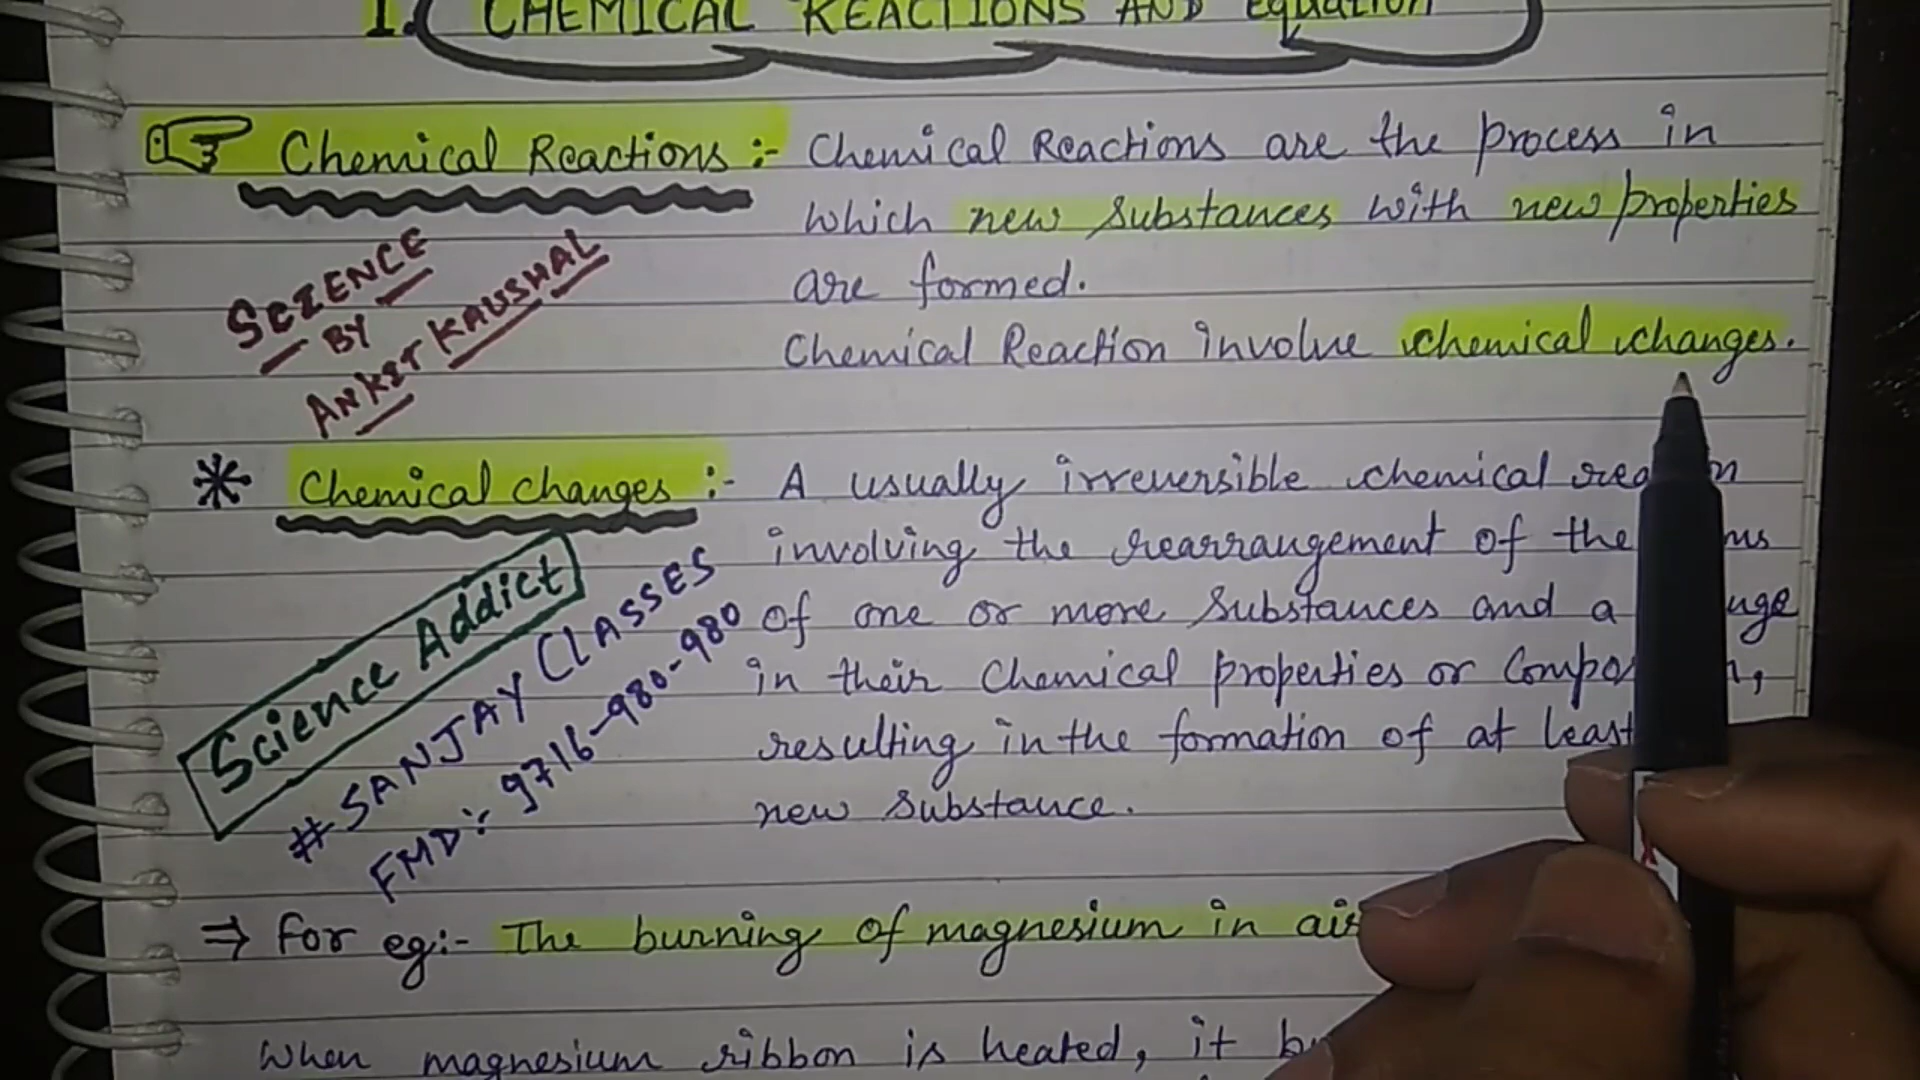 1. CHEMICAL REACTIONS AND Equation
Chemical Reactions :- Chemical Reactions are the process in
which new substances with new properties
are formed.
Chemical Reaction involve chemical changes.
SCIENCE
BY
ANKIT KAUSHAL
* Chemical changes :- A usually irreversible chemical
involving the rearrangement of the
of one or more substances and a
in their Chemical properties or
resulting in the formation of at least
new substance.
Science Addict
# SANJAY CLASSES
FMD:- 9716-980-980
⇒ For eg:- The burning of magnesium in air
When magnesium ribbon is heated, it